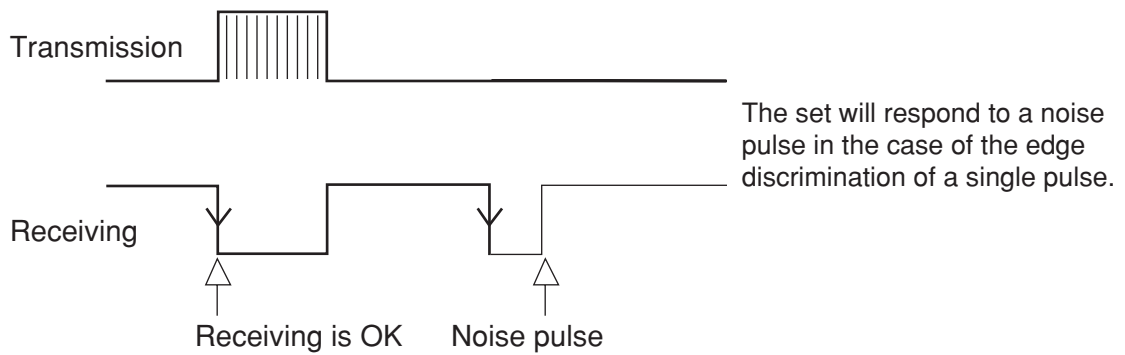 Transmission
The set will respond to a noise
pulse in the case of the edge
discrimination of a single pulse.
Receiving
Receiving is OK
Noise pulse